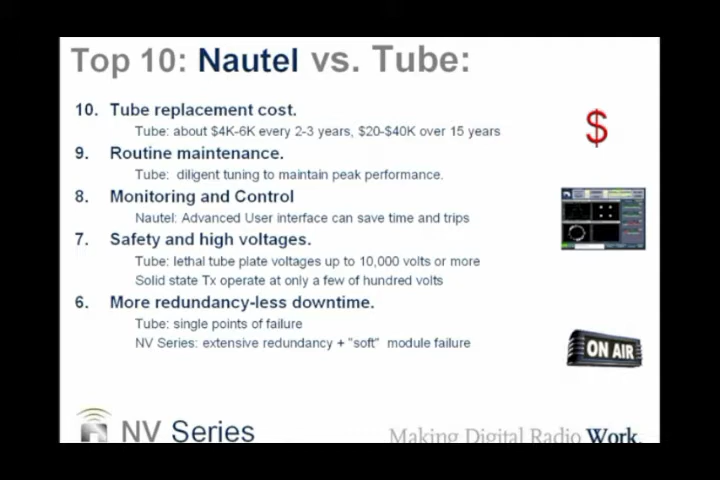 Top 10: Nautel vs. Tube:
10. Tube replacement cost.
Tube: about $4K-6K every 2-3 years, $20-$40K over 15 years
$
9. Routine maintenance.
Tube: diligent tuning to maintain peak performance.
8. Monitoring and Control
Nautel: Advanced User interface can save time and trips
7. Safety and high voltages.
Tube: lethal tube plate voltages up to 10,000 volts or more
Solid state Tx operate at only a few of hundred volts
6. More redundancy-less downtime.
Tube: single points of failure
NV Series: extensive redundancy + "soft" module failure
ON AIR
NV Series
Making Digital Radio Work.